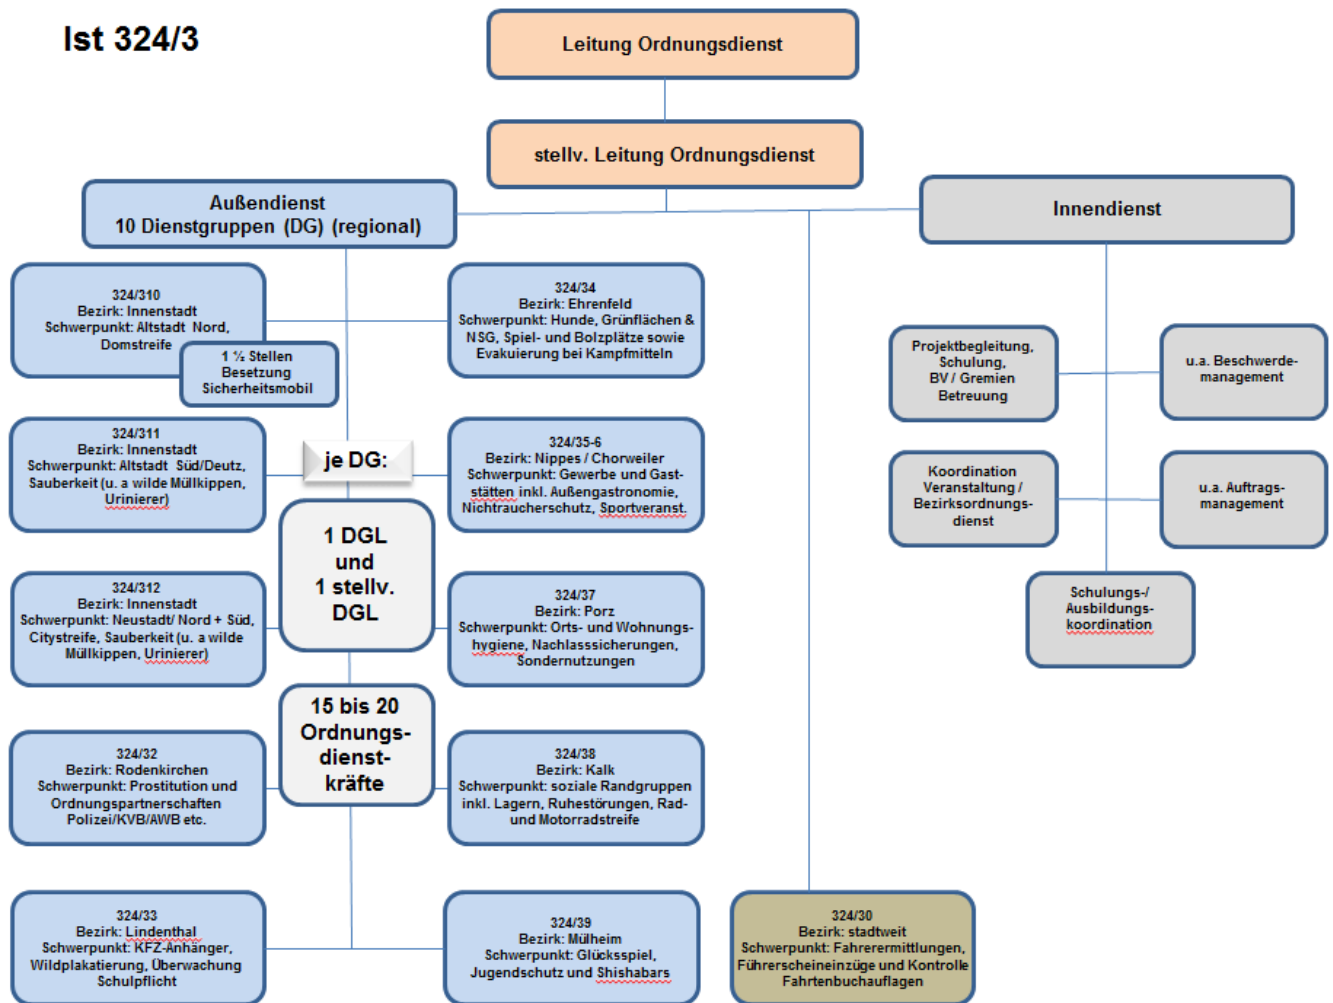 Ist 324/3
Leitung Ordnungsdienst
stellv. Leitung Ordnungsdienst
Außendienst
10 Dienstgruppen (DG) (regional)
Innendienst
324/310
Bezirk: Innenstadt
Schwerpunkt: Altstadt Nord,
Domstreife
1 ½ Stellen
Besetzung
Sicherheitsmobil
324/34
Bezirk: Ehrenfeld
Schwerpunkt: Hunde, Grünflächen &
NSG, Spiel- und Bolzplätze sowie
Evakuierung bei Kampfmitteln
324/311
Bezirk: Innenstadt
Schwerpunkt: Altstadt Süd/Deutz,
Sauberkeit (u. a wilde Müllkippen,
Urinierer)
je DG:
324/35-6
Bezirk: Nippes / Chorweiler
Schwerpunkt: Gewerbe und Gast-
stätten inkl. Außengastronomie,
Nichtraucherschutz, Sportveranst.
1 DGL
und
1 stellv.
DGL
324/312
Bezirk: Innenstadt
Schwerpunkt: Neustadt/ Nord + Süd,
Citystreife, Sauberkeit (u. a wilde
Müllkippen, Urinierer)
324/37
Bezirk: Porz
Schwerpunkt: Orts- und Wohnungs-
hygiene, Nachlasssicherungen,
Sondernutzungen
15 bis 20
Ordnungs-
dienst-
kräfte
324/32
Bezirk: Rodenkirchen
Schwerpunkt: Prostitution und
Ordnungspartnerschaften
Polizei/KVB/AWB etc.
324/38
Bezirk: Kalk
Schwerpunkt: soziale Randgruppen
inkl. Lagern, Ruhestörungen, Rad-
und Motorradstreife
324/33
Bezirk: Lindenthal
Schwerpunkt: KFZ-Anhänger,
Wildplakatierung, Überwachung
Schulpflicht
324/39
Bezirk: Mülheim
Schwerpunkt: Glücksspiel,
Jugendschutz und Shishabars
324/30
Bezirk: stadtweit
Schwerpunkt: Fahrerermittlungen,
Führerscheineinzüge und Kontrolle
Fahrtenbuchauflagen
Projektbegleitung,
Schulung,
BV / Gremien
Betreuung
u.a. Beschwerde-
management
Koordination
Veranstaltung /
Bezirksordnungs-
dienst
u.a. Auftrags-
management
Schulungs-/
Ausbildungs-
koordination